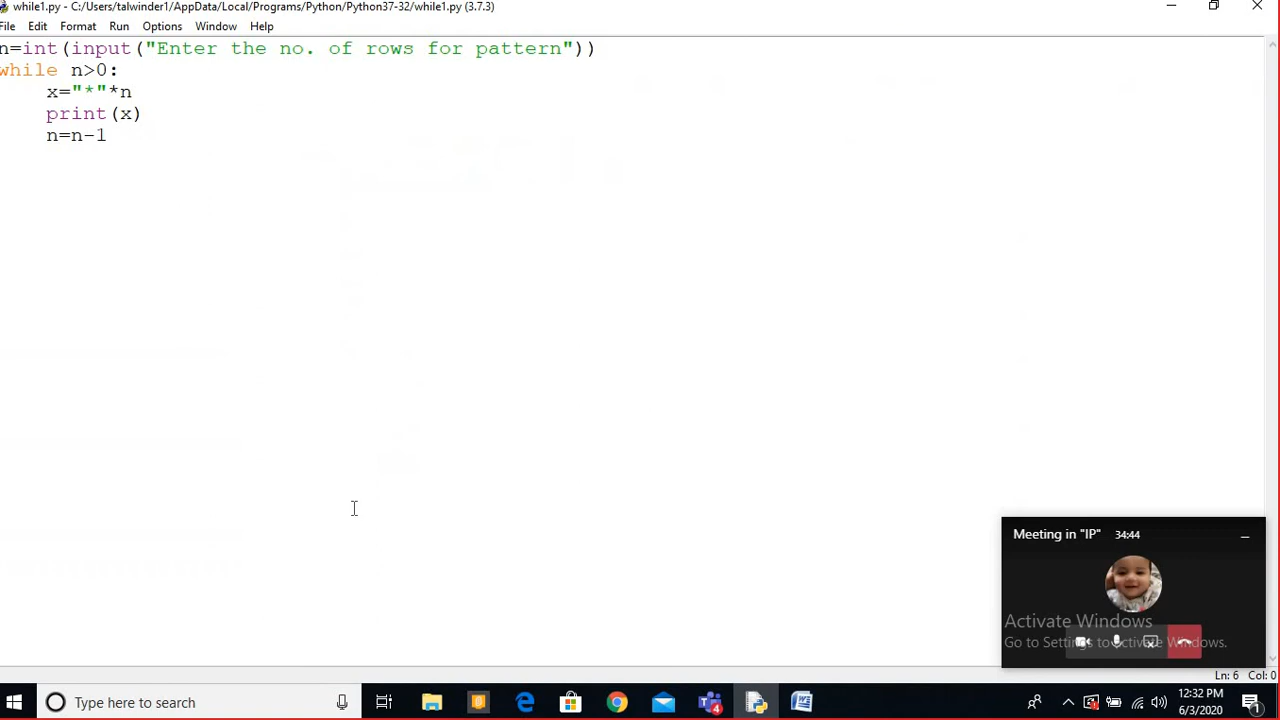 while1.py - C:/Users/talwinder1/AppData/Local/Programs/Python/Python37-32/while1.py (3.7.3)
File Edit Format Run Options Window Help
n=int(input("Enter the no. of rows for pattern"))
while n>0:
    x="*"*n
    print(x)
    n=n-1
Meeting in "IP" 34:44
Activate Windows
Go to Settings to activate Windows.
Ln: 6 Col: 0
Type here to search
4
12:32 PM
6/3/2020
1